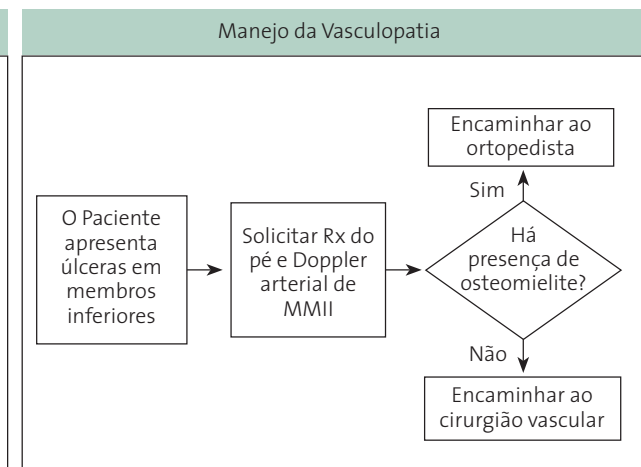 Manejo da Vasculopatia
O Paciente
apresenta
úlceras em
membros
inferiores
Solicitar Rx do
pé e Doppler
arterial de
MMII
Há
presença de
osteomielite?
Sim
Encaminhar ao
ortopedista
Não
Encaminhar ao
cirurgião vascular